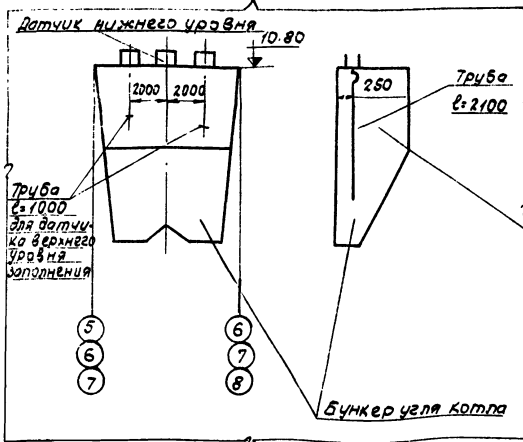 Датчик нижнего уровня
10.80
2000 2000
250
Труба
ℓ=2100
Труба
ℓ=1000
для датчи-
ка верхнего
уровня
заполнения
5
6
7
6
7
8
Бункер угля котла